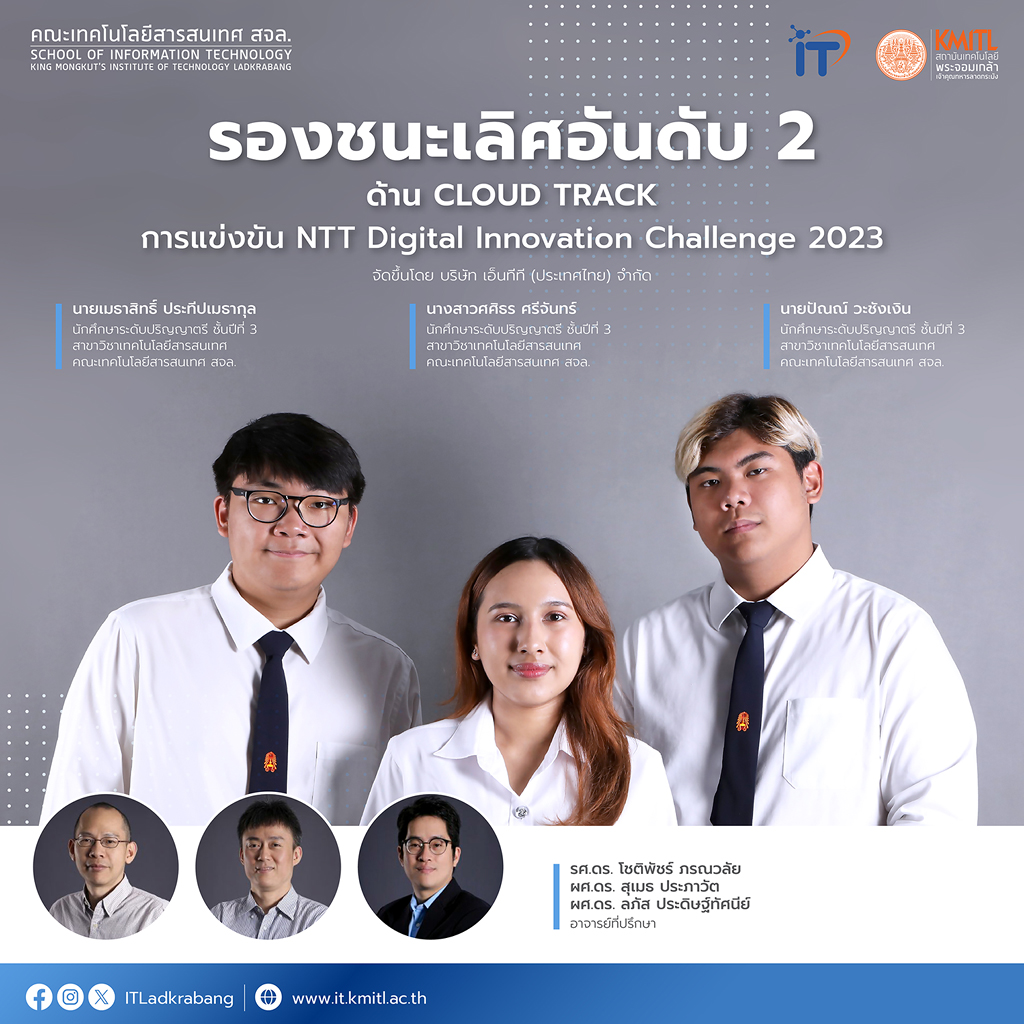 คณะเทคโนโลยีสารสนเทศ สจล.
SCHOOL OF INFORMATION TECHNOLOGY
KING MONGKUT'S INSTITUTE OF TECHNOLOGY LADKRABANG
IT
KMITL
สถาบันเทคโนโลยี
พระจอมเกล้า
เจ้าคุณทหารลาดกระบัง
รองชนะเลิศอันดับ 2
ด้าน CLOUD TRACK
การแข่งขัน NTT Digital Innovation Challenge 2023
จัดขึ้นโดย บริษัท เอ็นทีที (ประเทศไทย) จำกัด
นายเมธาสิทธิ์ ประทีปเมธากุล
นักศึกษาระดับปริญญาตรี ชั้นปีที่ 3
สาขาวิชาเทคโนโลยีสารสนเทศ
คณะเทคโนโลยีสารสนเทศ สจล.
นางสาวศศิธร ศรีจันทร์
นักศึกษาระดับปริญญาตรี ชั้นปีที่ 3
สาขาวิชาเทคโนโลยีสารสนเทศ
คณะเทคโนโลยีสารสนเทศ สจล.
นายปัณณ์ วะชังเงิน
นักศึกษาระดับปริญญาตรี ชั้นปีที่ 3
สาขาวิชาเทคโนโลยีสารสนเทศ
คณะเทคโนโลยีสารสนเทศ สจล.
รศ.ดร. โชติพัชร์ ภรณวลัย
ผศ.ดร. สุเมธ ประภาวัต
ผศ.ดร. ลภัส ประดิษฐ์ทัศนีย์
อาจารย์ที่ปรึกษา
ITLadkrabang
www.it.kmitl.ac.th